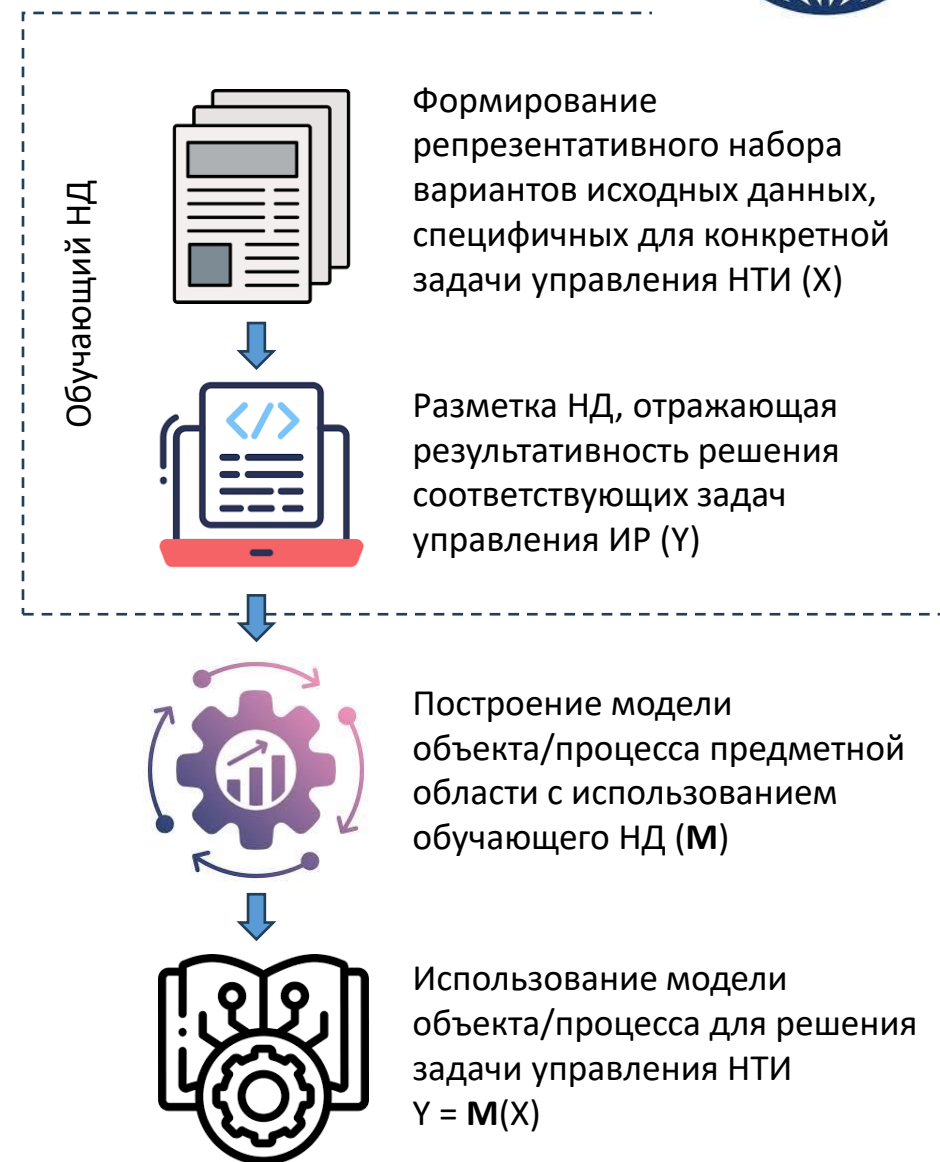 Обучающий НД
Формирование
репрезентативного набора
вариантов исходных данных,
специфичных для конкретной
задачи управления НТИ (X)
</>
Разметка НД, отражающая
результативность решения
соответствующих задач
управления ИР (Y)
Построение модели
объекта/процесса предметной
области с использованием
обучающего НД (M)
Использование модели
объекта/процесса для решения
задачи управления НТИ
Y = M(X)